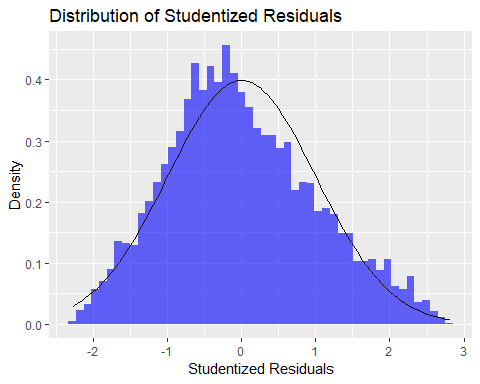 Distribution of Studentized Residuals
Density
0.4
0.3
0.2
0.1
0.0
-2 -1 0 1 2 3
Studentized Residuals